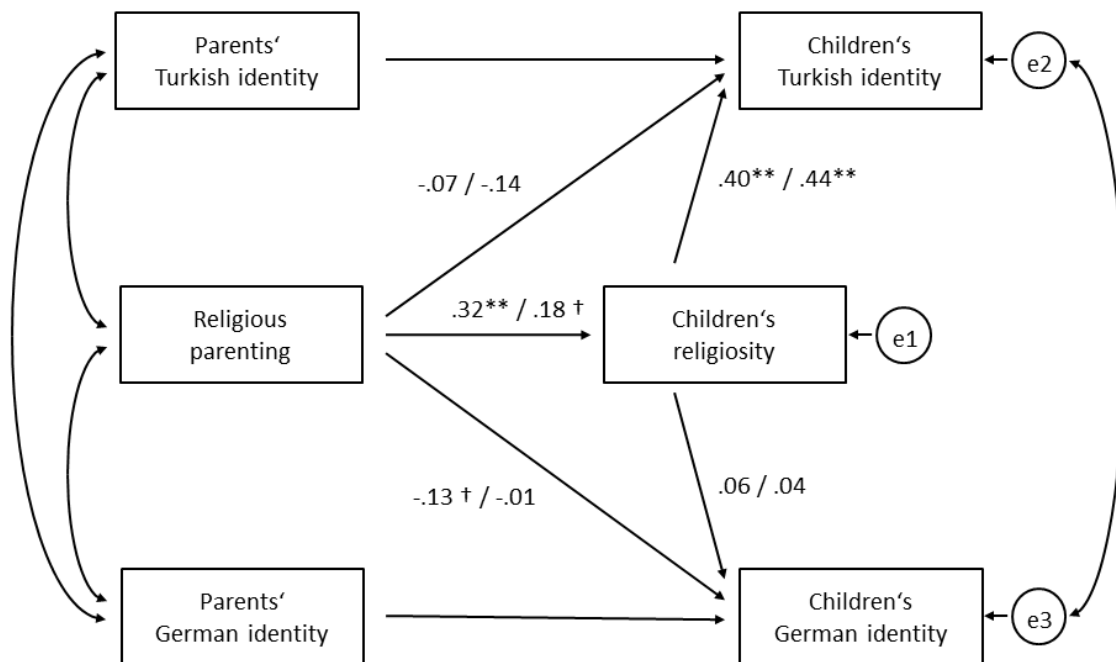 Parents‘
Turkish identity
Children‘s
Turkish identity
e2
-.07 / -.14
.40** / .44**
Religious
parenting
.32** / .18 †
Children‘s
religiosity
e1
-.13 † / -.01
.06 / .04
Parents‘
German identity
Children‘s
German identity
e3